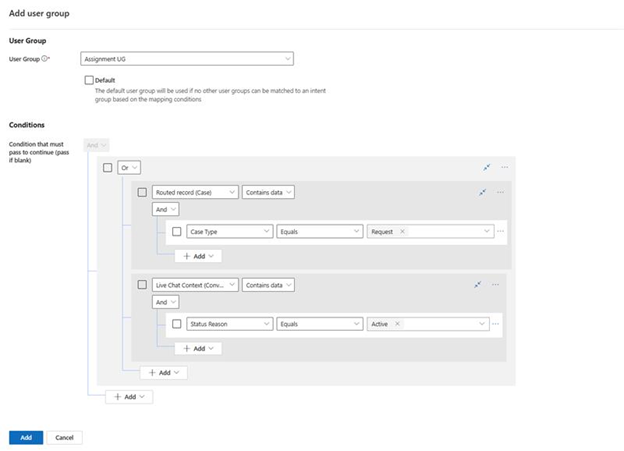 Add user group
User Group
User Group ⓘ*
Assignment UG
Default
The default user group will be used if no other user groups can be matched to an intent
group based on the mapping conditions
Conditions
Condition that must
pass to continue (pass
if blank)
And
Or
Routed record (Case) Contains data
And
Case Type Equals Request ×
+ Add
Live Chat Context (Conv... Contains data
And
Status Reason Equals Active ×
+ Add
+ Add
+ Add
Add Cancel